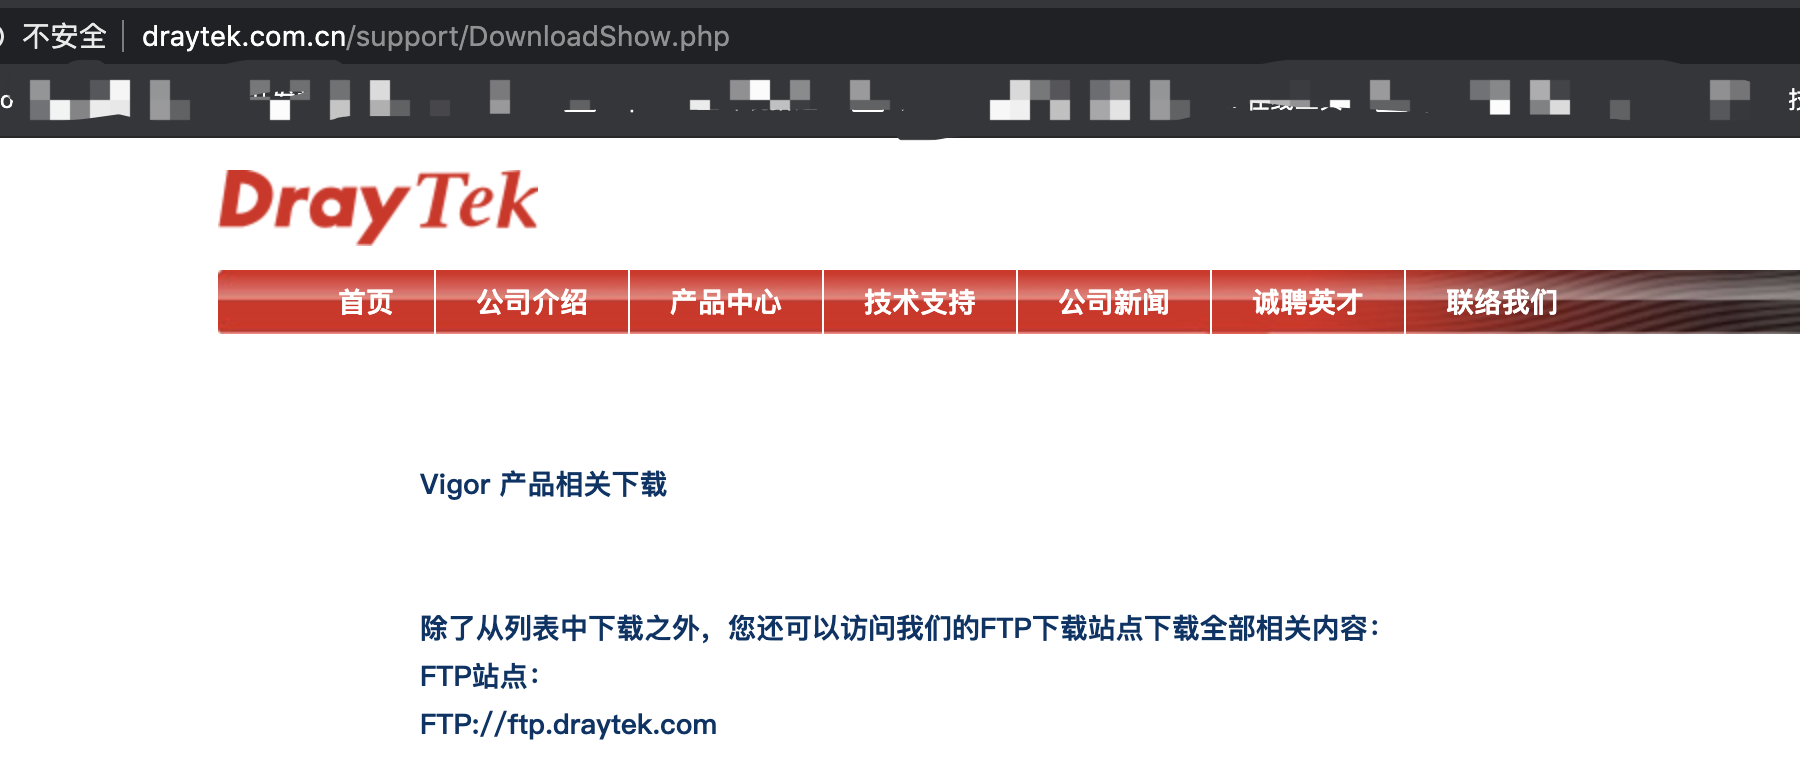 不安全 draytek.com.cn/support/DownloadShow.php
DrayTek
首页 公司介绍 产品中心 技术支持 公司新闻 诚聘英才 联络我们
Vigor 产品相关下载
除了从列表中下载之外，您还可以访问我们的FTP下载站点下载全部相关内容：
FTP站点：
FTP://ftp.draytek.com